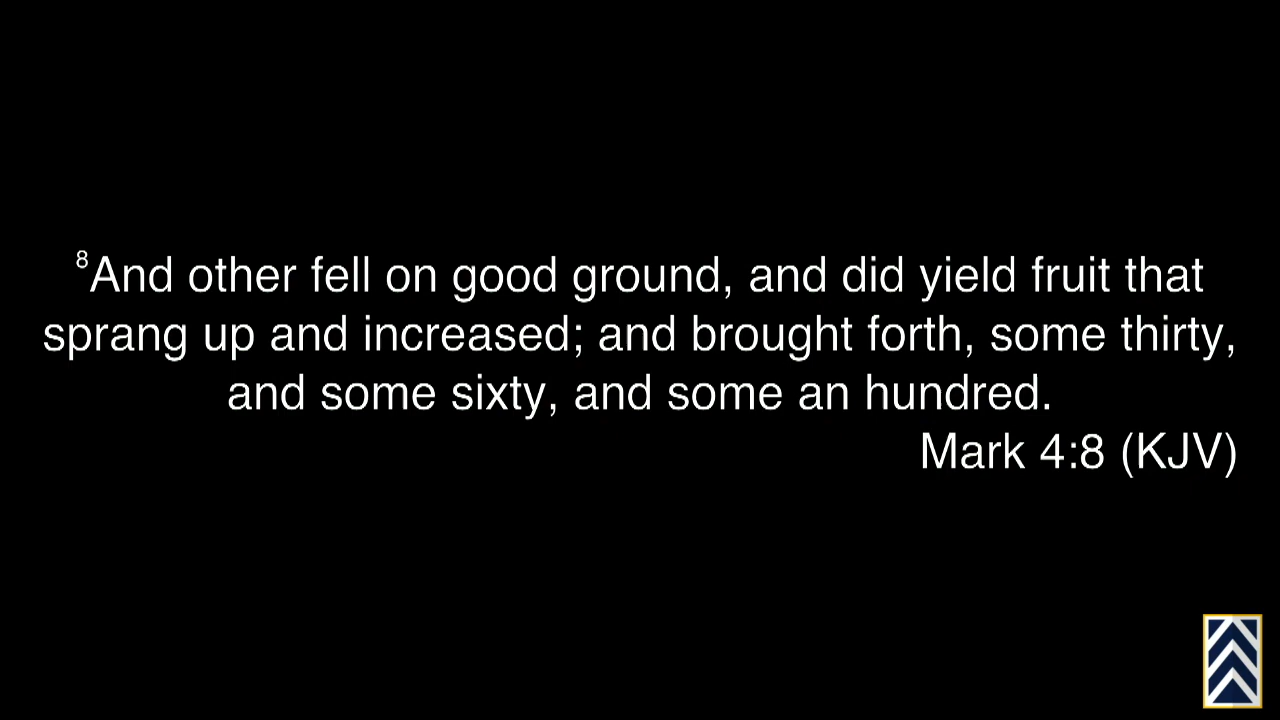 ⁸And other fell on good ground, and did yield fruit that
sprang up and increased; and brought forth, some thirty,
and some sixty, and some an hundred.
Mark 4:8 (KJV)